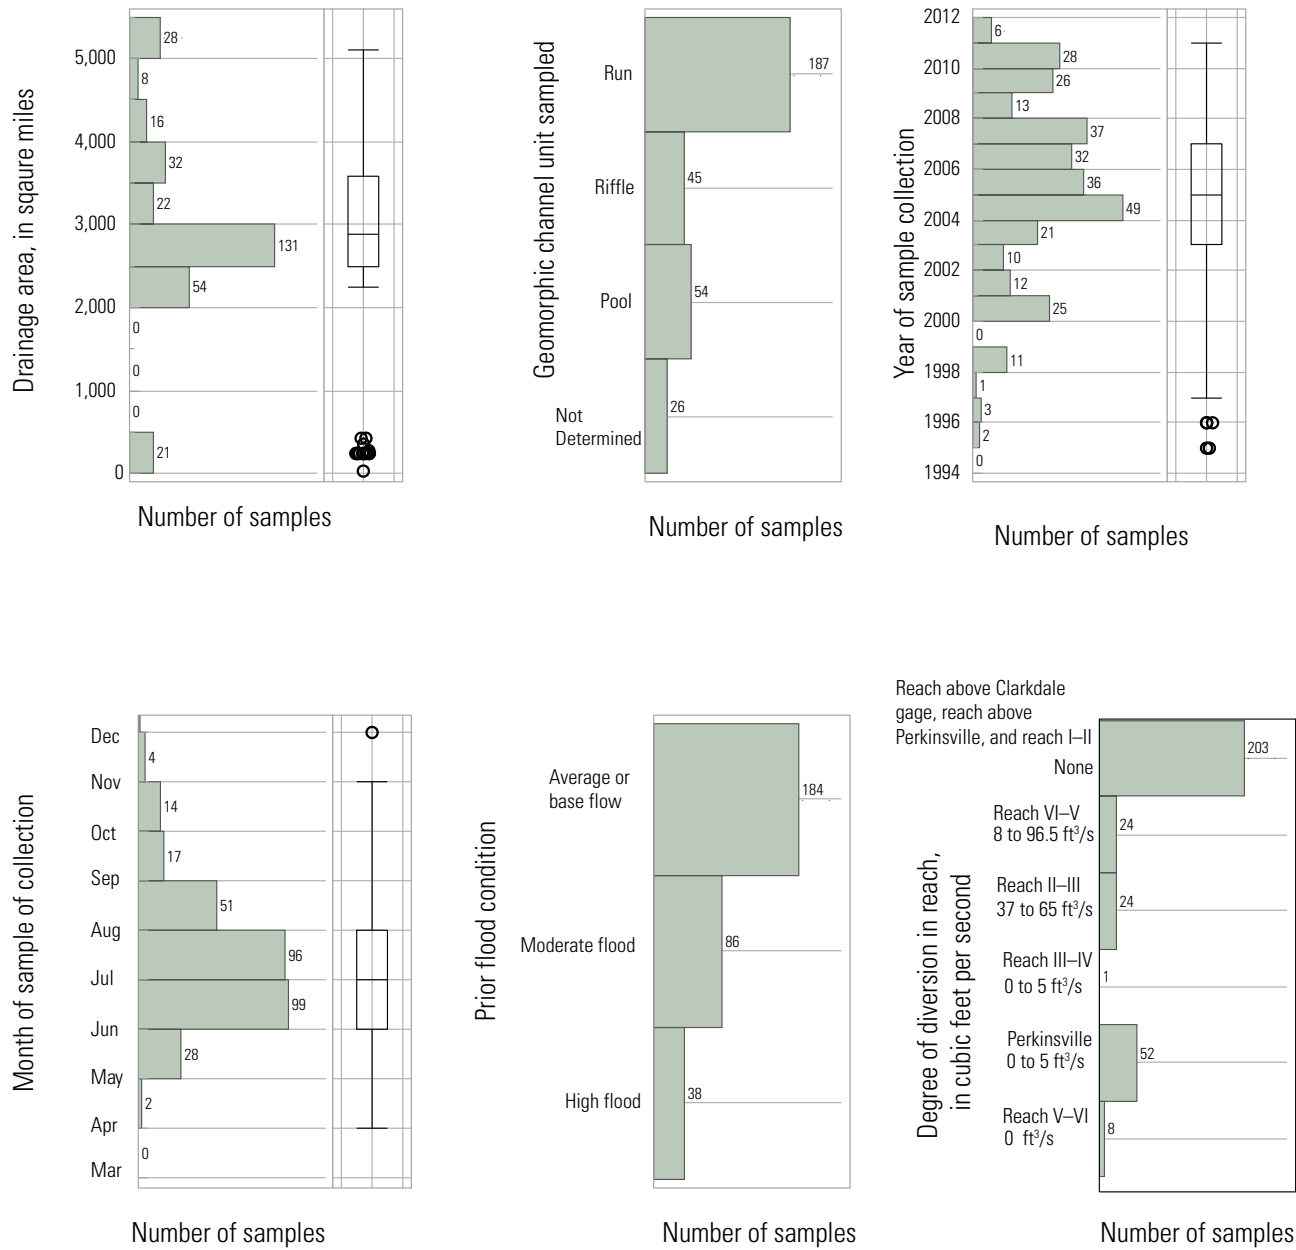 Drainage area, in sqaure miles
5,000
4,000
3,000
2,000
1,000
0
28
8
16
32
22
131
54
0
0
0
21
Number of samples
Geomorphic channel unit sampled
Run
187
Riffle
45
Pool
54
Not
Determined
26
Number of samples
Year of sample collection
2012
2010
2008
2006
2004
2002
2000
1998
1996
1994
6
28
26
13
37
32
36
49
21
10
12
25
0
11
1
3
2
0
Number of samples
Month of sample of collection
Dec
Nov
Oct
Sep
Aug
Jul
Jun
May
Apr
Mar
4
14
17
51
96
99
28
2
0
Number of samples
Prior flood condition
Average or
base flow
184
Moderate flood
86
High flood
38
Number of samples
Degree of diversion in reach,
in cubic feet per second
Reach above Clarkdale
gage, reach above
Perkinsville, and reach I–II
None
203
Reach VI–V
8 to 96.5 ft³/s
24
Reach II–III
37 to 65 ft³/s
24
Reach III–IV
0 to 5 ft³/s
1
Perkinsville
0 to 5 ft³/s
52
Reach V–VI
0 ft³/s
8
Number of samples